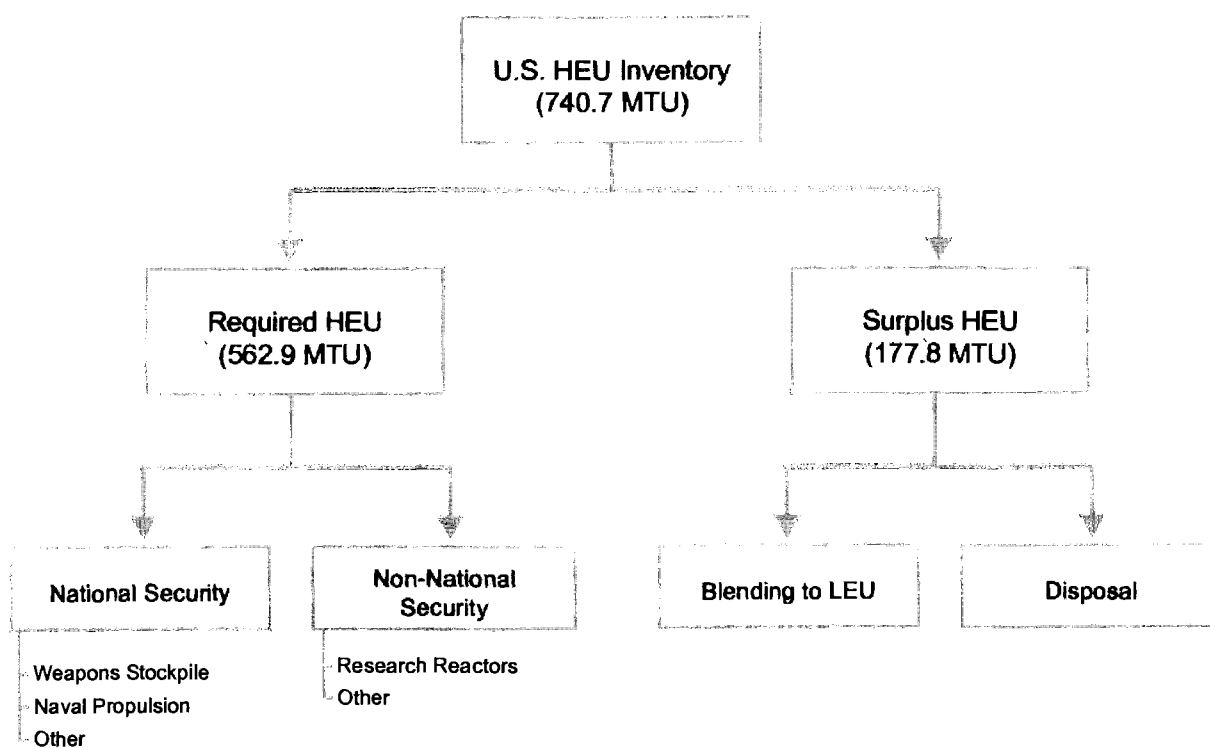 U.S. HEU Inventory
(740.7 MTU)
Required HEU
(562.9 MTU)
Surplus HEU
(177.8 MTU)
National Security
Non-National
Security
Blending to LEU
Disposal
Weapons Stockpile
Naval Propulsion
Other
Research Reactors
Other